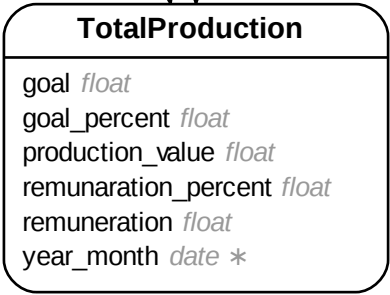 TotalProduction
goal float
goal_percent float
production_value float
remunaration_percent float
remuneration float
year_month date ∗